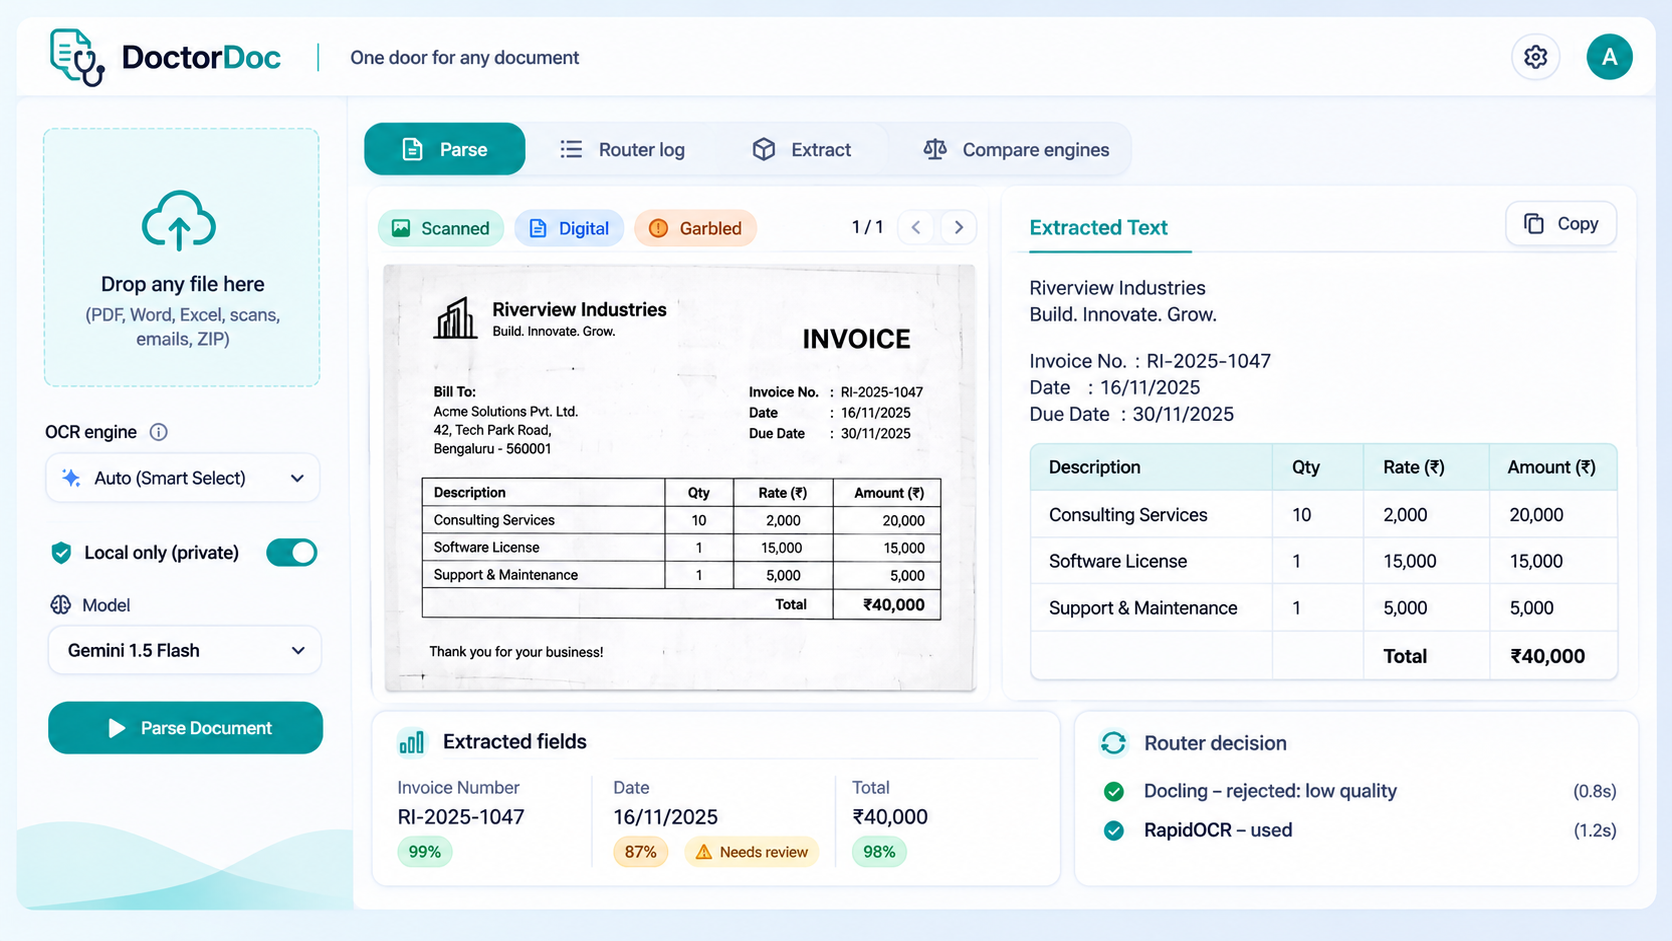 DoctorDoc
One door for any document
A
Drop any file here
(PDF, Word, Excel, scans,
emails, ZIP)
OCR engine
Auto (Smart Select)
Local only (private)
Model
Gemini 1.5 Flash
Parse Document
Parse
Router log
Extract
Compare engines
Scanned
Digital
Garbled
1 / 1
Riverview Industries
Build. Innovate. Grow.
INVOICE
Bill To:
Acme Solutions Pvt. Ltd.
42, Tech Park Road,
Bengaluru - 560001
Invoice No. : RI-2025-1047
Date : 16/11/2025
Due Date : 30/11/2025
Description Qty Rate (₹) Amount (₹)
Consulting Services 10 2,000 20,000
Software License 1 15,000 15,000
Support & Maintenance 1 5,000 5,000
Total ₹40,000
Thank you for your business!
Extracted Text
Copy
Riverview Industries
Build. Innovate. Grow.
Invoice No. : RI-2025-1047
Date : 16/11/2025
Due Date : 30/11/2025
Description Qty Rate (₹) Amount (₹)
Consulting Services 10 2,000 20,000
Software License 1 15,000 15,000
Support & Maintenance 1 5,000 5,000
Total ₹40,000
Extracted fields
Invoice Number
RI-2025-1047
99%
Date
16/11/2025
87% Needs review
Total
₹40,000
98%
Router decision
Docling – rejected: low quality (0.8s)
RapidOCR – used (1.2s)